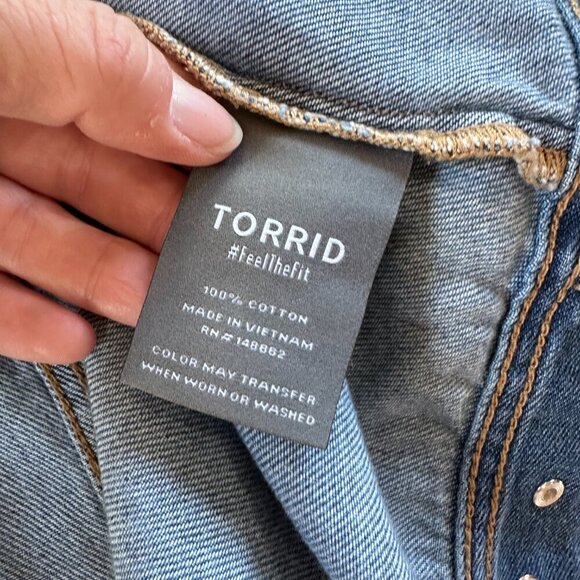 TORRID
#FeelTheFit
100% COTTON
MADE IN VIETNAM
RN# 148862
COLOR MAY TRANSFER
WHEN WORN OR WASHED